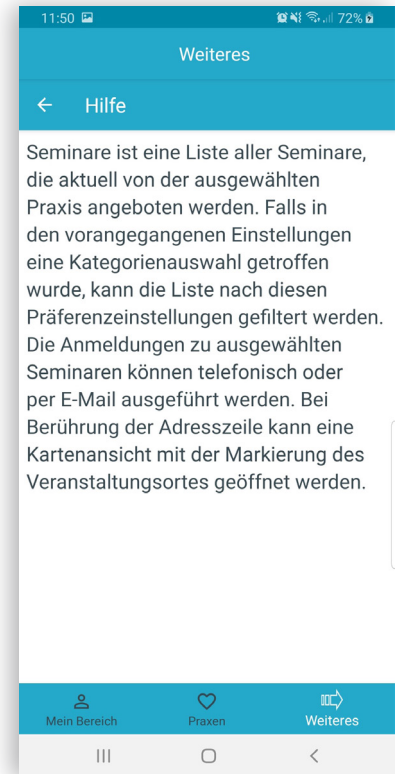 11:50 72%
Weiteres
Hilfe
Seminare ist eine Liste aller Seminare,
die aktuell von der ausgewählten
Praxis angeboten werden. Falls in
den vorangegangenen Einstellungen
eine Kategorienauswahl getroffen
wurde, kann die Liste nach diesen
Präferenzeinstellungen gefiltert werden.
Die Anmeldungen zu ausgewählten
Seminaren können telefonisch oder
per E-Mail ausgeführt werden. Bei
Berührung der Adresszeile kann eine
Kartenansicht mit der Markierung des
Veranstaltungsortes geöffnet werden.
Mein Bereich Praxen Weiteres